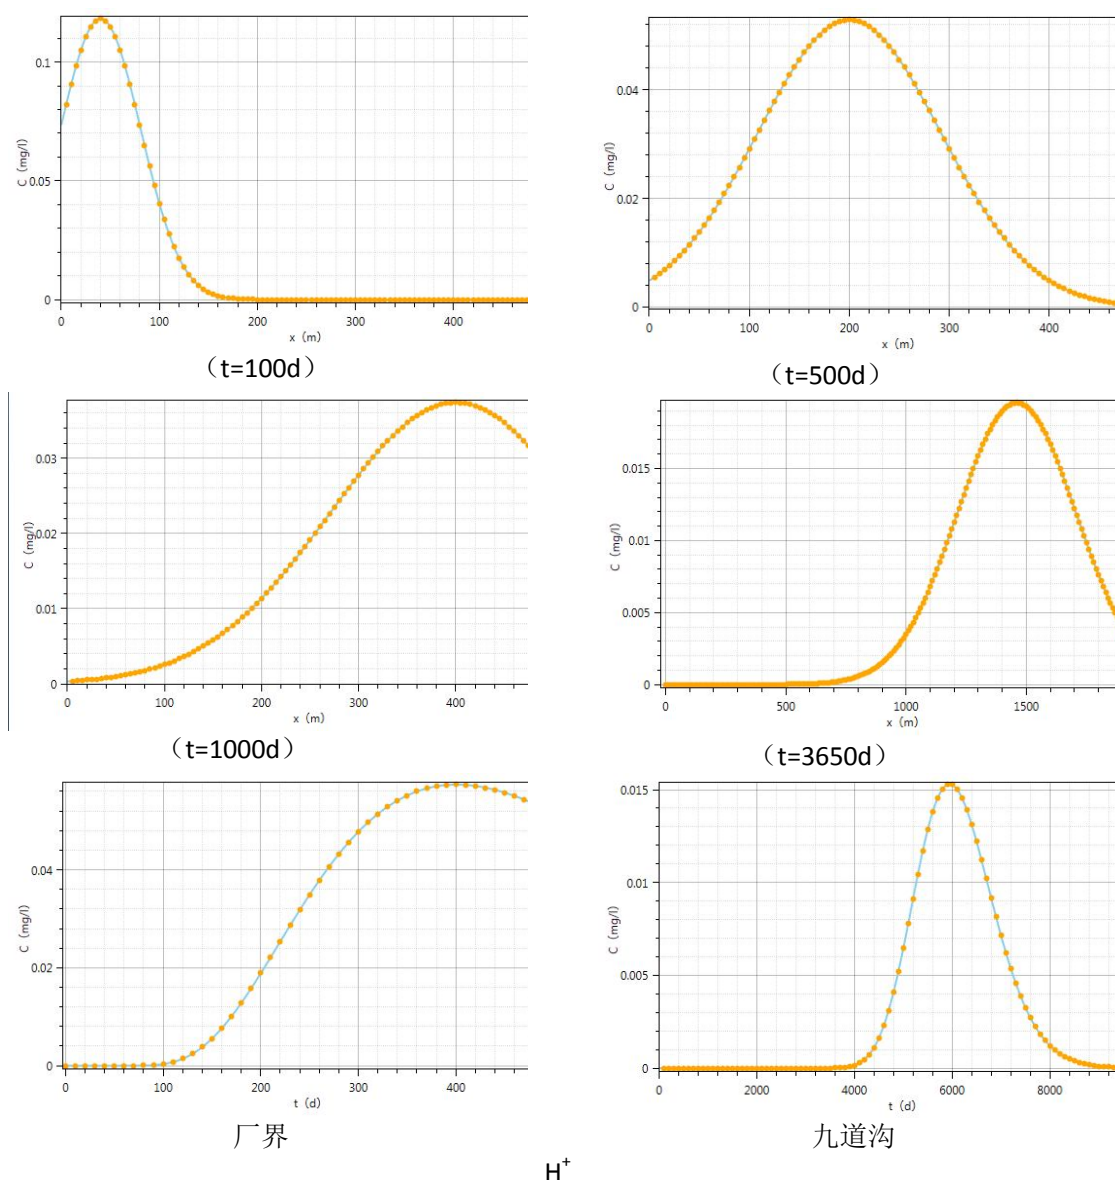 C (mg/l)
0.1
0.05
0
0 100 200 300 400
x (m)
（t=100d）
C (mg/l)
0.04
0.02
0
0 100 200 300 400
x (m)
（t=500d）
C (mg/l)
0.03
0.02
0.01
0
0 100 200 300 400
x (m)
（t=1000d）
C (mg/l)
0.015
0.01
0.005
0
0 500 1000 1500
x (m)
（t=3650d）
C (mg/l)
0.04
0.02
0
0 100 200 300 400
t (d)
厂界
C (mg/l)
0.015
0.01
0.005
0
0 2000 4000 6000 8000
t (d)
九道沟
H⁺